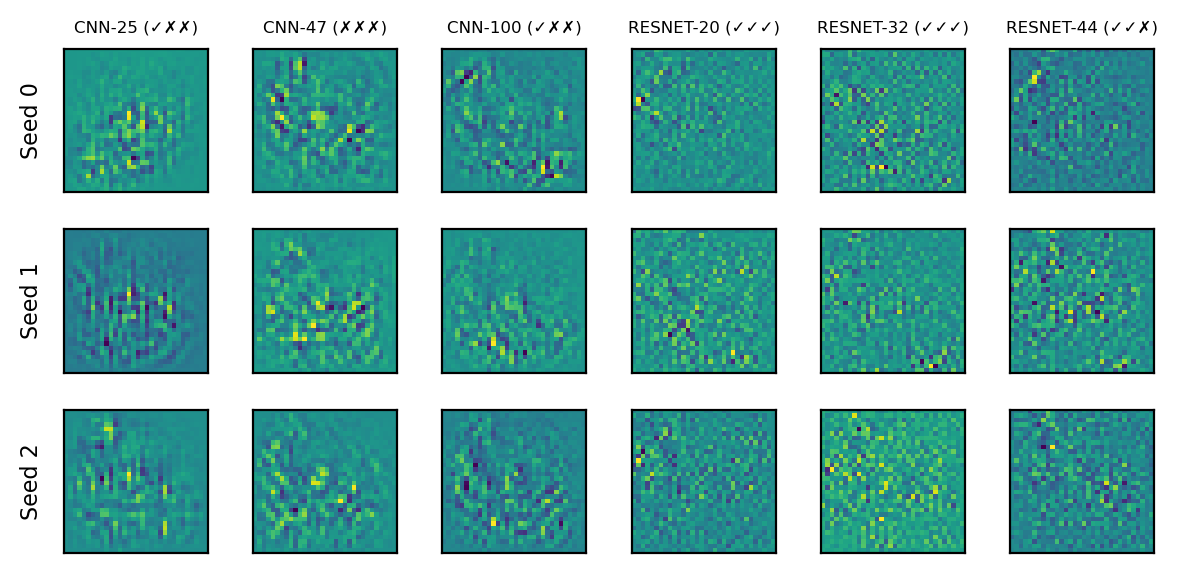 CNN-25 (✓✗✗) CNN-47 (✗✗✗) CNN-100 (✓✗✗) RESNET-20 (✓✓✓) RESNET-32 (✓✓✓) RESNET-44 (✓✓✗)
Seed 0
Seed 1
Seed 2